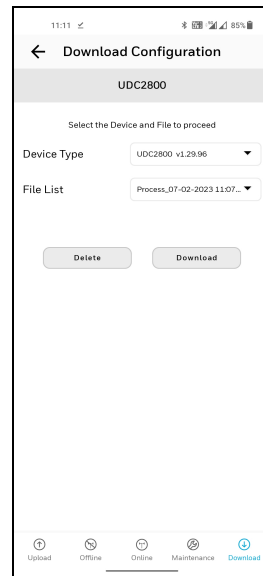 11:11 85%
Download Configuration
UDC2800
Select the Device and File to proceed
Device Type UDC2800 v1.29.96
File List Process_07-02-2023 11:07...
Delete Download
Upload Offline Online Maintenance Download